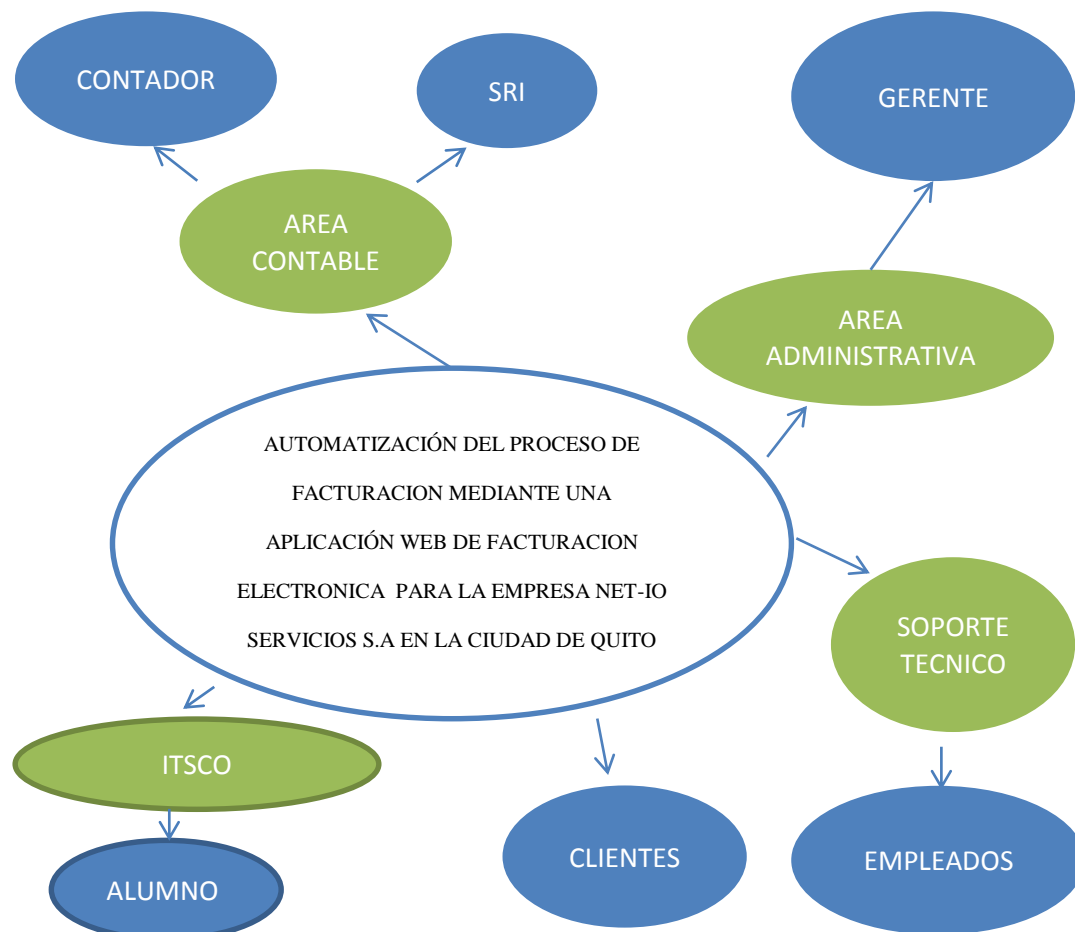 CONTADOR
SRI
GERENTE
AREA
CONTABLE
AREA
ADMINISTRATIVA
AUTOMATIZACIÓN DEL PROCESO DE
FACTURACION MEDIANTE UNA
APLICACIÓN WEB DE FACTURACION
ELECTRONICA PARA LA EMPRESA NET-IO
SERVICIOS S.A EN LA CIUDAD DE QUITO
SOPORTE
TECNICO
ITSCO
CLIENTES
EMPLEADOS
ALUMNO